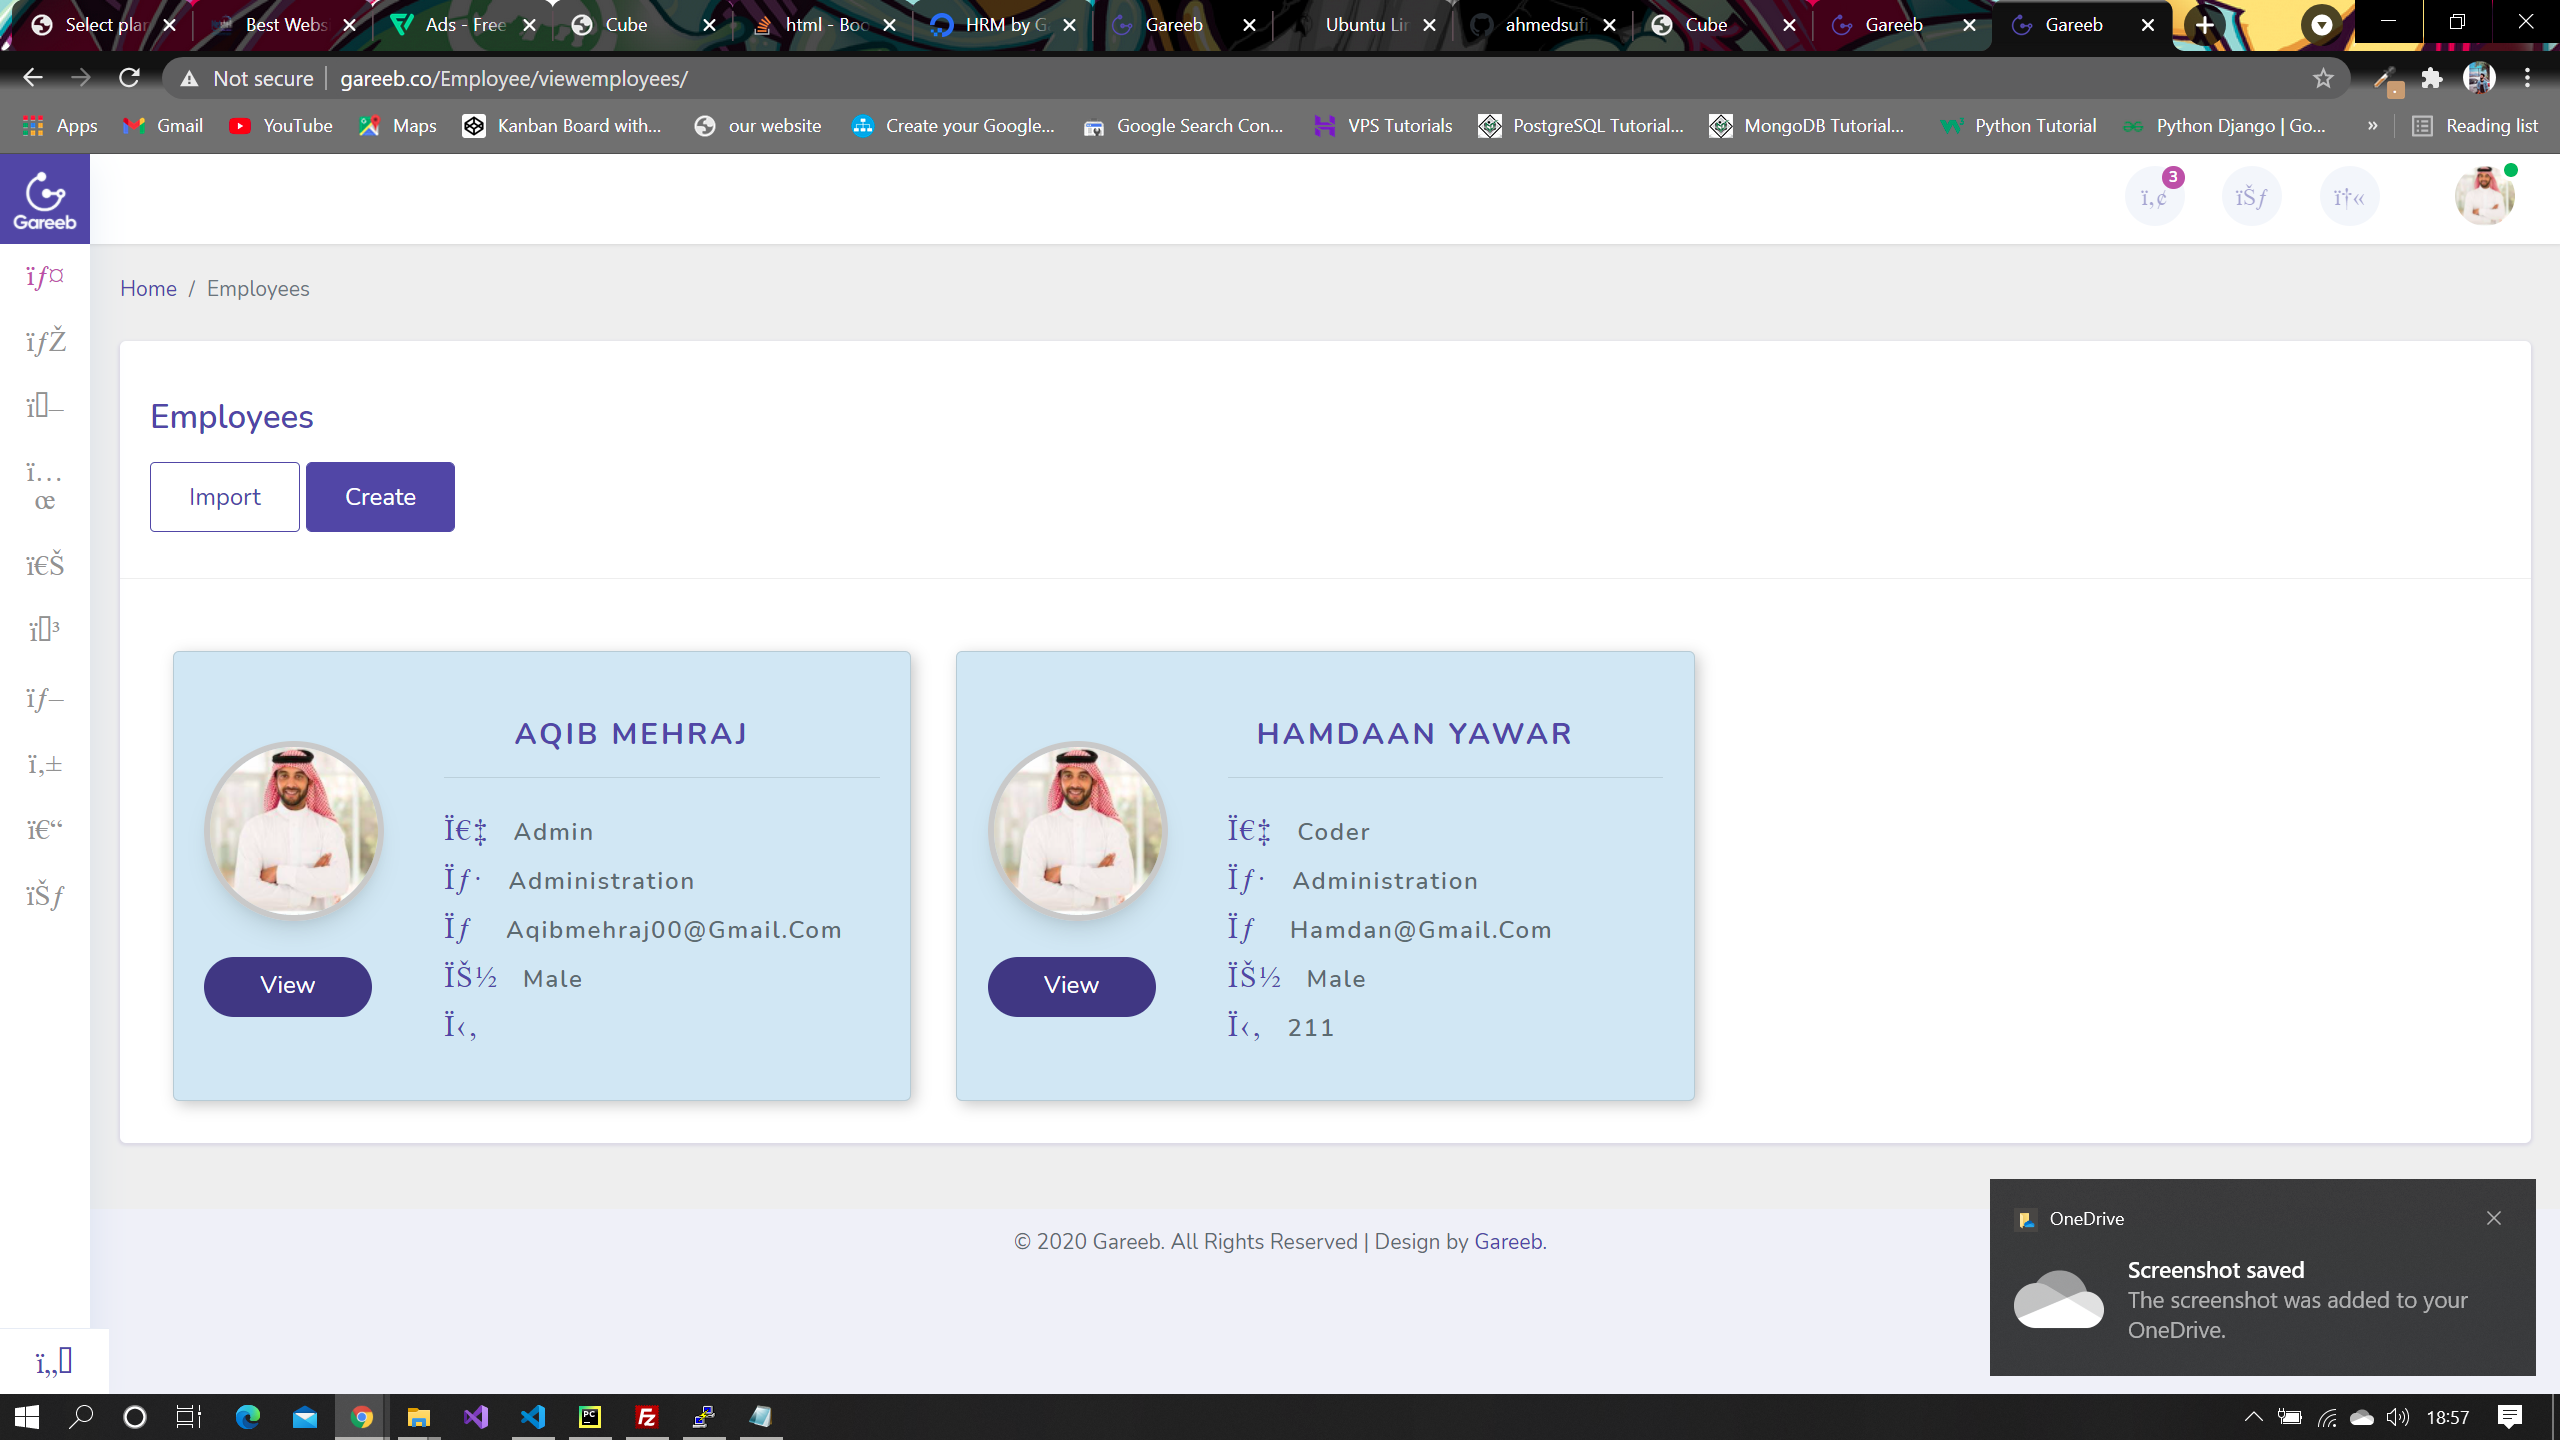 Select plan
Best Webs
Ads - Free
Cube
html - Boo
HRM by G
Gareeb
Ubuntu Lin
ahmedsufi
Cube
Gareeb
Gareeb
Not secure | gareeb.co/Employee/viewemployees/
Apps Gmail YouTube Maps Kanban Board with... our website Create your Google... Google Search Con... VPS Tutorials PostgreSQL Tutorial... MongoDB Tutorial... Python Tutorial Python Django | Go... » Reading list
Gareeb
ï‚¢ 3 ïŠƒ ï†«
ïƒ¤
ïƒŽ
ï–
ï…œ
ï€Š
ï³
ïƒ–
ï‚±
ï€“
ïŠƒ
ï„
Home / Employees
Employees
Import Create
AQIB MEHRAJ
Ï€‡ Admin
Ïƒ· Administration
Ïƒ Aqibmehraj00@Gmail.Com
ÏŠ½ Male
Ï‹‚
View
HAMDAAN YAWAR
Ï€‡ Coder
Ïƒ· Administration
Ïƒ Hamdan@Gmail.Com
ÏŠ½ Male
Ï‹‚ 211
View
© 2020 Gareeb. All Rights Reserved | Design by Gareeb.
OneDrive
Screenshot saved
The screenshot was added to your
OneDrive.
18:57